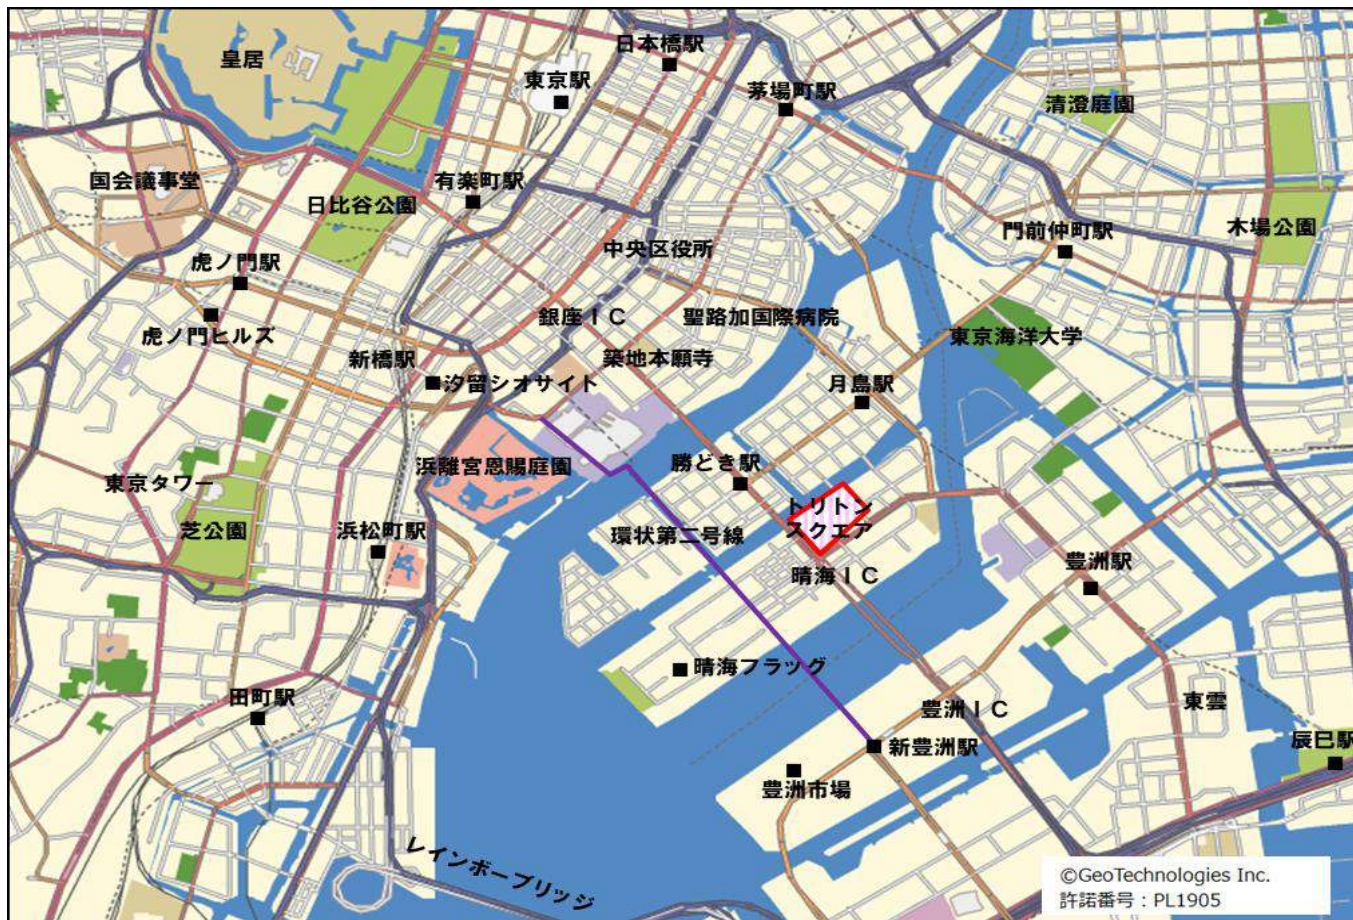 日本橋駅
皇居
東京駅
茅場町駅
清澄庭園
国会議事堂
有楽町駅
日比谷公園
木場公園
門前仲町駅
中央区役所
虎ノ門駅
銀座ＩＣ
聖路加国際病院
虎ノ門ヒルズ
東京海洋大学
新橋駅
築地本願寺
汐留シオサイト
月島駅
勝どき駅
浜離宮恩賜庭園
東京タワー
トリトン
スクエア
芝公園
浜松町駅
環状第二号線
豊洲駅
晴海ＩＣ
晴海フラッグ
田町駅
東雲
豊洲ＩＣ
新豊洲駅
辰巳駅
豊洲市場
レインボーブリッジ
©GeoTechnologies Inc.
許諾番号：PL1905